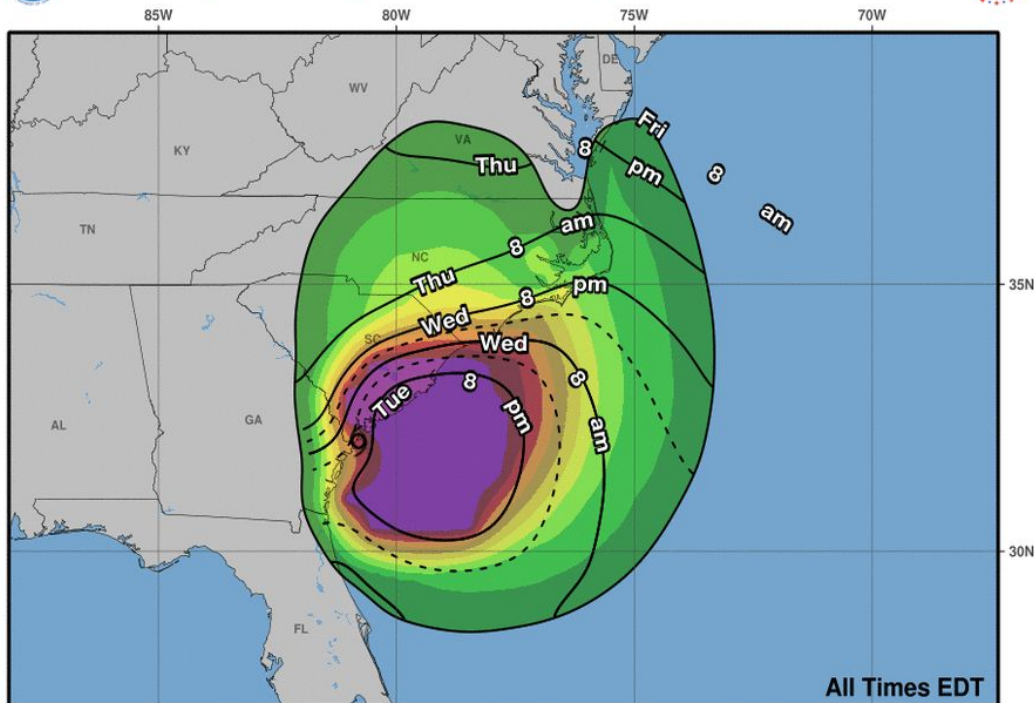 85W 80W 75W 70W
DE
WV
Fri
VA
8
KY
Thu
pm
8
am
am
TN
8
NC
Thu
35N
8
pm
Wed
SC
Wed
8
8
Tue
pm
AL
GA
am
30N
FL
All Times EDT